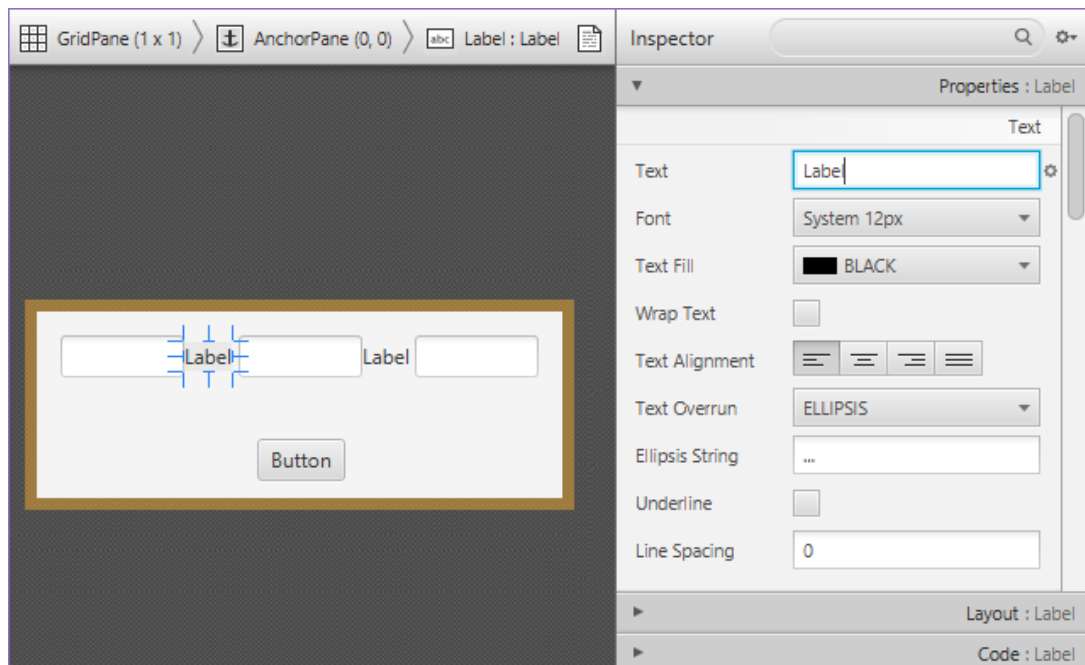 GridPane (1 x 1) AnchorPane (0, 0) abc Label : Label
Inspector
Properties : Label
Text
Text Label
Font System 12px
Text Fill BLACK
Wrap Text
Text Alignment
Text Overrun ELLIPSIS
Ellipsis String ...
Underline
Line Spacing 0
Layout : Label
Code : Label
Label Label
Button